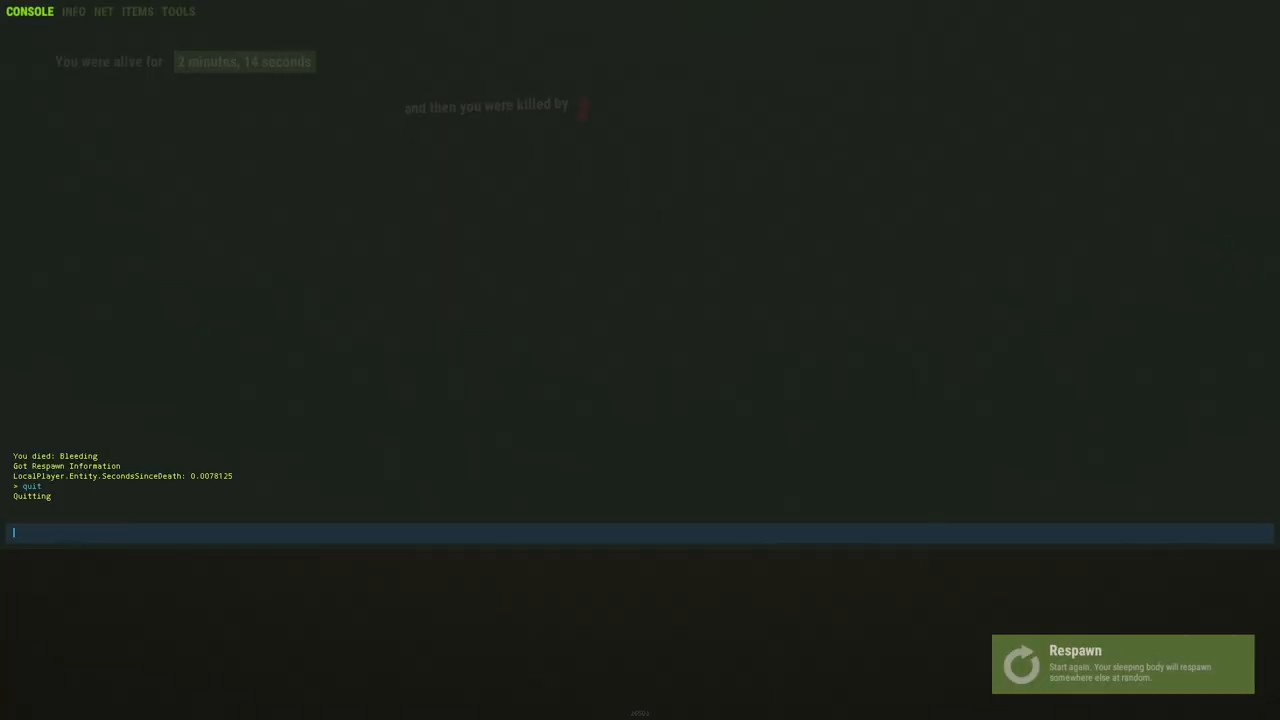 CONSOLE INFO NET ITEMS TOOLS
You were alive for 2 minutes, 14 seconds
and then you were killed by
You died: Bleeding
Got Respawn Information
LocalPlayer.Entity.SecondsSinceDeath: 0.0078125
> quit
Quitting
Respawn
Start again. Your sleeping body will respawn
somewhere else at random.